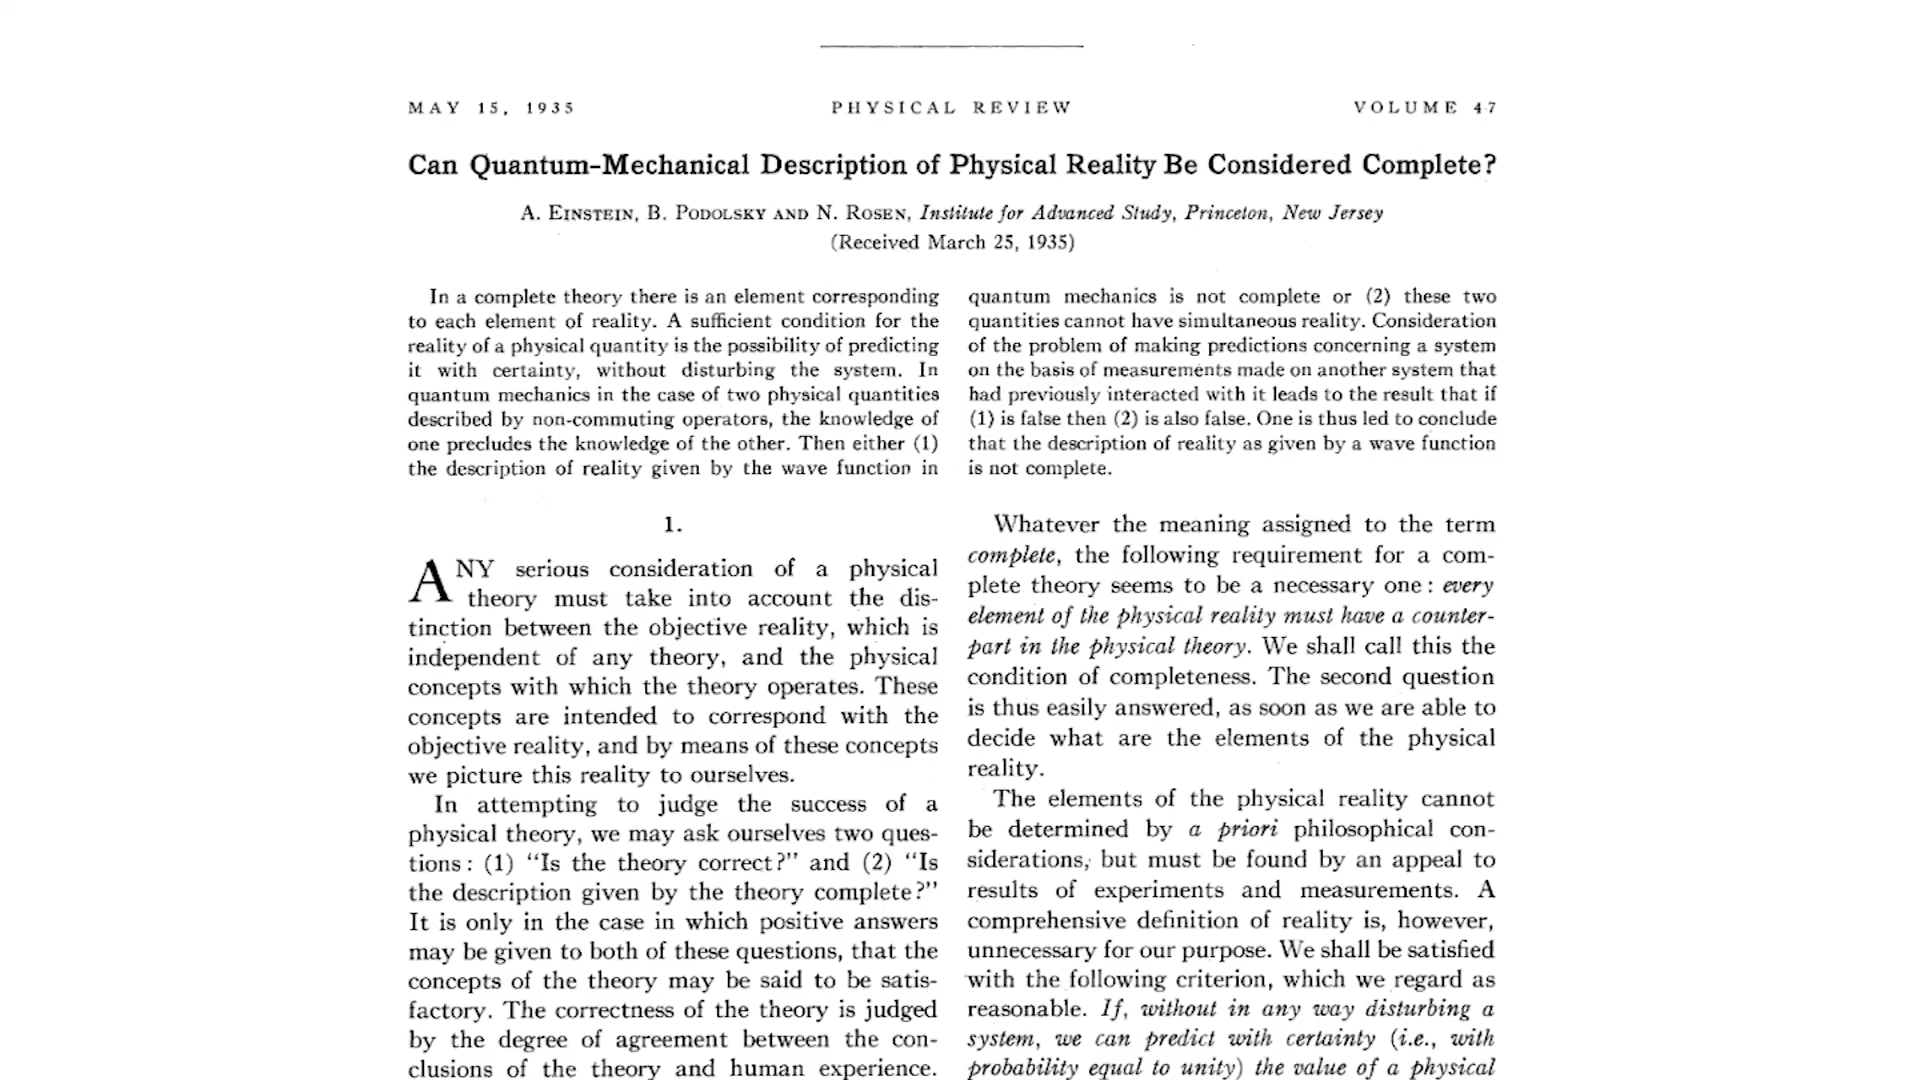 MAY 15, 1935 PHYSICAL REVIEW VOLUME 47
Can Quantum-Mechanical Description of Physical Reality Be Considered Complete?
A. EINSTEIN, B. PODOLSKY AND N. ROSEN, Institute for Advanced Study, Princeton, New Jersey
(Received March 25, 1935)
In a complete theory there is an element corresponding
to each element of reality. A sufficient condition for the
reality of a physical quantity is the possibility of predicting
it with certainty, without disturbing the system. In
quantum mechanics in the case of two physical quantities
described by non-commuting operators, the knowledge of
one precludes the knowledge of the other. Then either (1)
the description of reality given by the wave function in
quantum mechanics is not complete or (2) these two
quantities cannot have simultaneous reality. Consideration
of the problem of making predictions concerning a system
on the basis of measurements made on another system that
had previously interacted with it leads to the result that if
(1) is false then (2) is also false. One is thus led to conclude
that the description of reality as given by a wave function
is not complete.
1.
ANY serious consideration of a physical
theory must take into account the dis-
tinction between the objective reality, which is
independent of any theory, and the physical
concepts with which the theory operates. These
concepts are intended to correspond with the
objective reality, and by means of these concepts
we picture this reality to ourselves.
In attempting to judge the success of a
physical theory, we may ask ourselves two ques-
tions: (1) “Is the theory correct?” and (2) “Is
the description given by the theory complete?”
It is only in the case in which positive answers
may be given to both of these questions, that the
concepts of the theory may be said to be satis-
factory. The correctness of the theory is judged
by the degree of agreement between the con-
clusions of the theory and human experience.
Whatever the meaning assigned to the term
complete, the following requirement for a com-
plete theory seems to be a necessary one: every
element of the physical reality must have a counter-
part in the physical theory. We shall call this the
condition of completeness. The second question
is thus easily answered, as soon as we are able to
decide what are the elements of the physical
reality.
The elements of the physical reality cannot
be determined by a priori philosophical con-
siderations, but must be found by an appeal to
results of experiments and measurements. A
comprehensive definition of reality is, however,
unnecessary for our purpose. We shall be satisfied
with the following criterion, which we regard as
reasonable. If, without in any way disturbing a
system, we can predict with certainty (i.e., with
probability equal to unity) the value of a physical